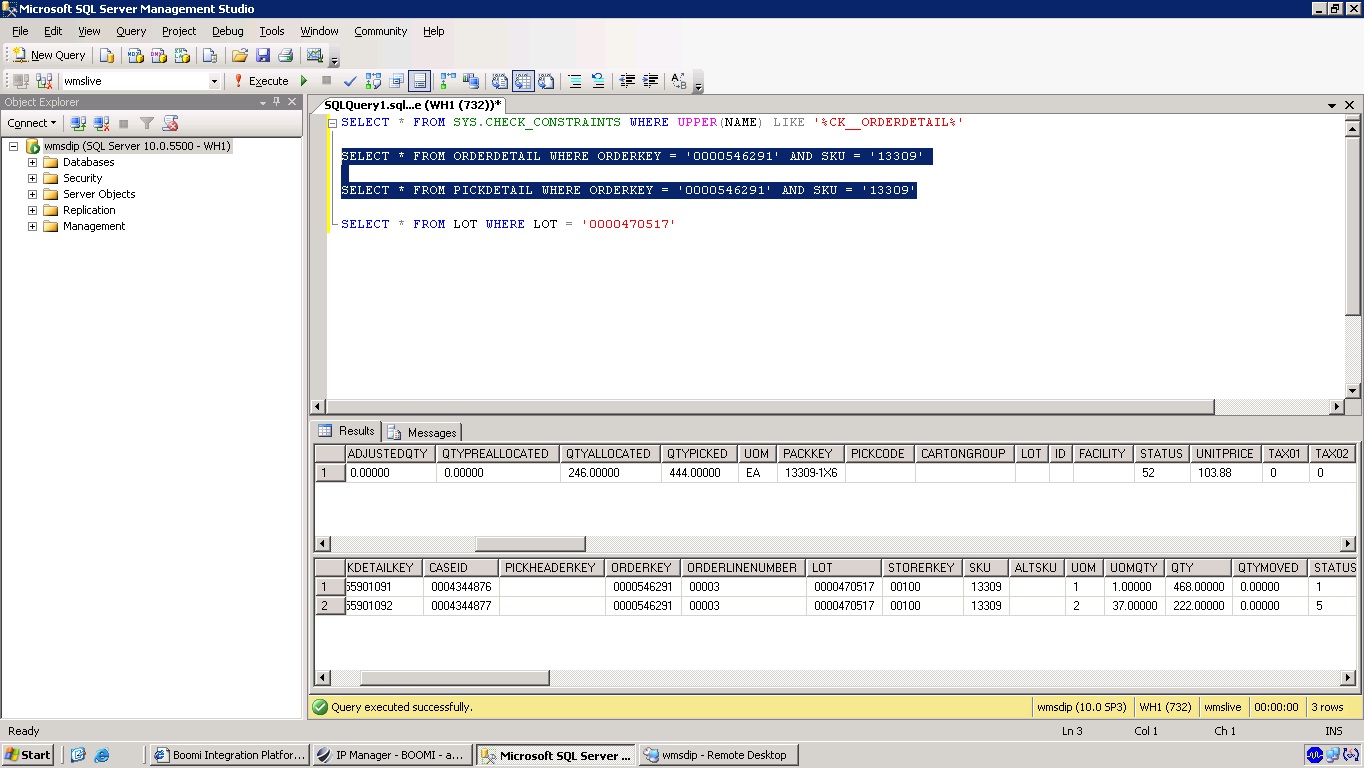 Microsoft SQL Server Management Studio
File Edit View Query Project Debug Tools Window Community Help
New Query
wmslive Execute
Object Explorer
Connect
wmsdip (SQL Server 10.0.5500 - WH1)
Databases
Security
Server Objects
Replication
Management
SQLQuery1.sql...e (WH1 (732))*
SELECT * FROM SYS.CHECK_CONSTRAINTS WHERE UPPER(NAME) LIKE '%CK__ORDERDETAIL%'
SELECT * FROM ORDERDETAIL WHERE ORDERKEY = '0000546291' AND SKU = '13309'
SELECT * FROM PICKDETAIL WHERE ORDERKEY = '0000546291' AND SKU = '13309'
SELECT * FROM LOT WHERE LOT = '0000470517'
Results Messages
ADJUSTEDQTY QTYPREALLOCATED QTYALLOCATED QTYPICKED UOM PACKKEY PICKCODE CARTONGROUP LOT ID FACILITY STATUS UNITPRICE TAX01 TAX02
1 0.00000 0.00000 246.00000 444.00000 EA 13309-1X6 52 103.88 0 0
KDETAILKEY CASEID PICKHEADERKEY ORDERKEY ORDERLINENUMBER LOT STORERKEY SKU ALTSKU UOM UOMQTY QTY QTYMOVED STATUS
1 55901091 0004344876 0000546291 00003 0000470517 00100 13309 1 1.00000 468.00000 0.00000 1
2 55901092 0004344877 0000546291 00003 0000470517 00100 13309 2 37.00000 222.00000 0.00000 5
Query executed successfully. wmsdip (10.0 SP3) WH1 (732) wmslive 00:00:00 3 rows
Ready Ln 3 Col 1 Ch 1 INS
Start Boomi Integration Platfor... IP Manager - BOOMI - a... Microsoft SQL Server ... wmsdip - Remote Desktop